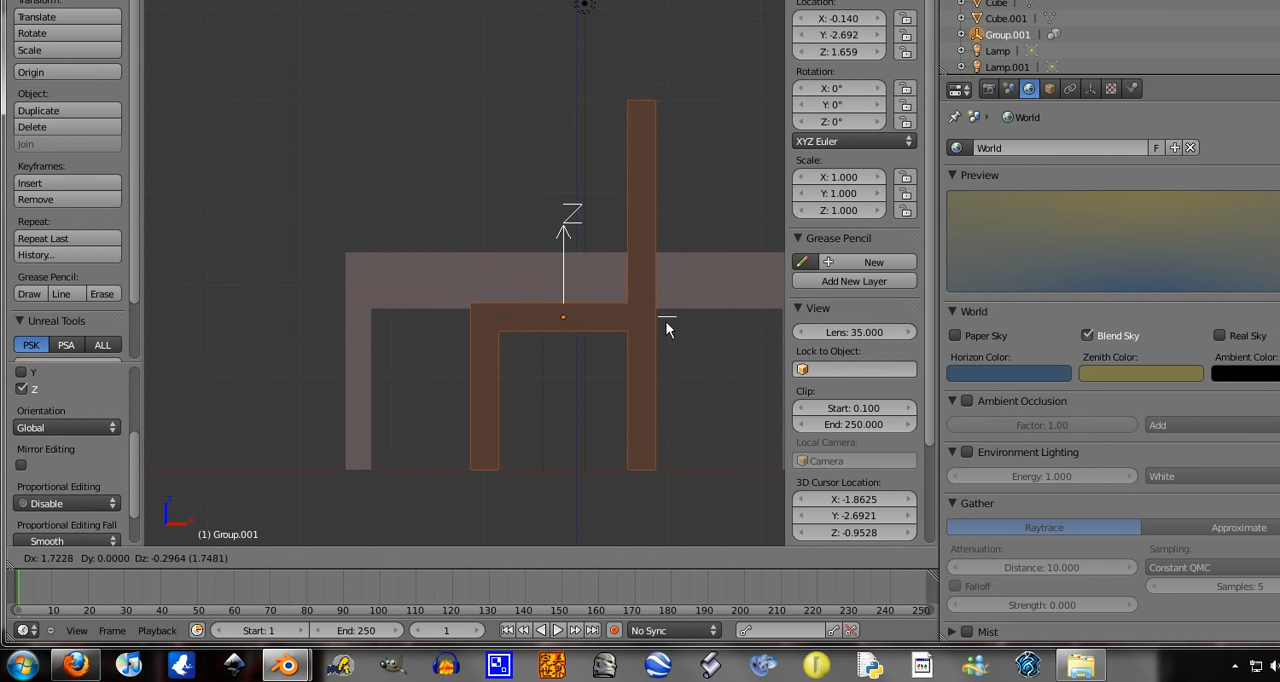 Transform:
Translate
Rotate
Scale
Origin
Object:
Duplicate
Delete
Join
Keyframes:
Insert
Remove
Repeat:
Repeat Last
History...
Grease Pencil:
Draw Line Erase
Unreal Tools
PSK PSA ALL
Y
Z
Orientation
Global
Mirror Editing
Proportional Editing
Disable
Proportional Editing Fall
Smooth
Z
z
x
(1) Group.001
Dx: 1.7228 Dy: 0.0000 Dz: -0.2964 (1.7481)
Location:
X: -0.140
Y: -2.692
Z: 1.659
Rotation:
X: 0°
Y: 0°
Z: 0°
XYZ Euler
Scale:
X: 1.000
Y: 1.000
Z: 1.000
Grease Pencil
New
Add New Layer
View
Lens: 35.000
Lock to Object:
Clip:
Start: 0.100
End: 250.000
Local Camera:
Camera
3D Cursor Location:
X: -1.8625
Y: -2.6921
Z: -0.9528
Cube
Cube.001
Group.001
Lamp
Lamp.001
World
World F
Preview
World
Paper Sky Blend Sky Real Sky
Horizon Color: Zenith Color: Ambient Color:
Ambient Occlusion
Factor: 1.00 Add
Environment Lighting
Energy: 1.000 White
Gather
Raytrace Approximate
Attenuation: Sampling:
Distance: 10.000 Constant QMC
Falloff Samples: 5
Strength: 0.000
Mist
10 20 30 40 50 60 70 80 90 100 110 120 130 140 150 160 170 180 190 200 210 220 230 240 250
View Frame Playback Start: 1 End: 250 1 No Sync